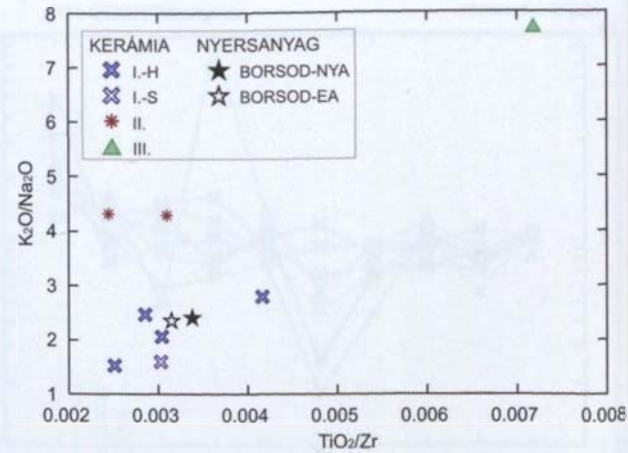 8
7
6
5
4
3
2
1
K₂O/Na₂O
KERÁMIA NYERSANYAG
I.-H BORSOD-NYA
I.-S BORSOD-EA
II.
III.
0.002 0.003 0.004 0.005 0.006 0.007 0.008
TiO₂/Zr